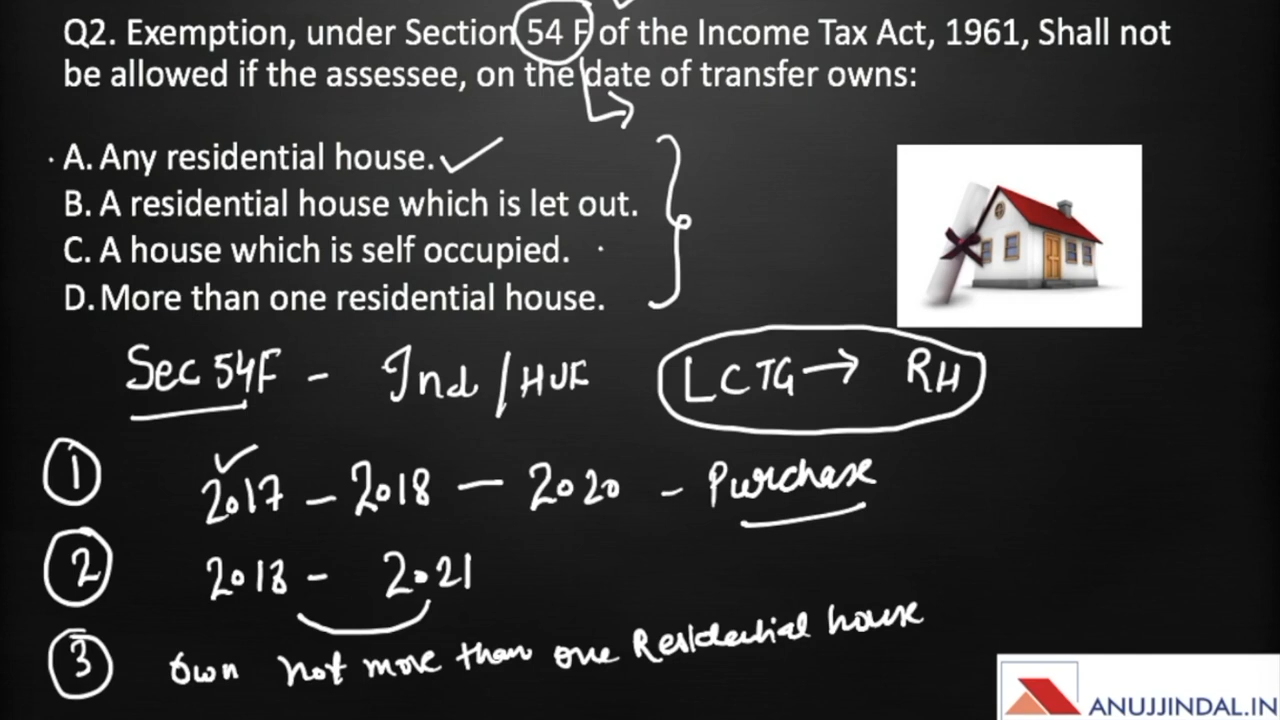 Q2. Exemption, under Section 54 F of the Income Tax Act, 1961, Shall not
be allowed if the assessee, on the date of transfer owns:
A. Any residential house.
B. A residential house which is let out.
C. A house which is self occupied.
D. More than one residential house.
Sec 54F - Ind / HUF LCTG → RH
1 2017 - 2018 - 2020 - Purchase
2 2018 - 2021
3 Own not more than one Residential house
ANUJJINDAL.IN